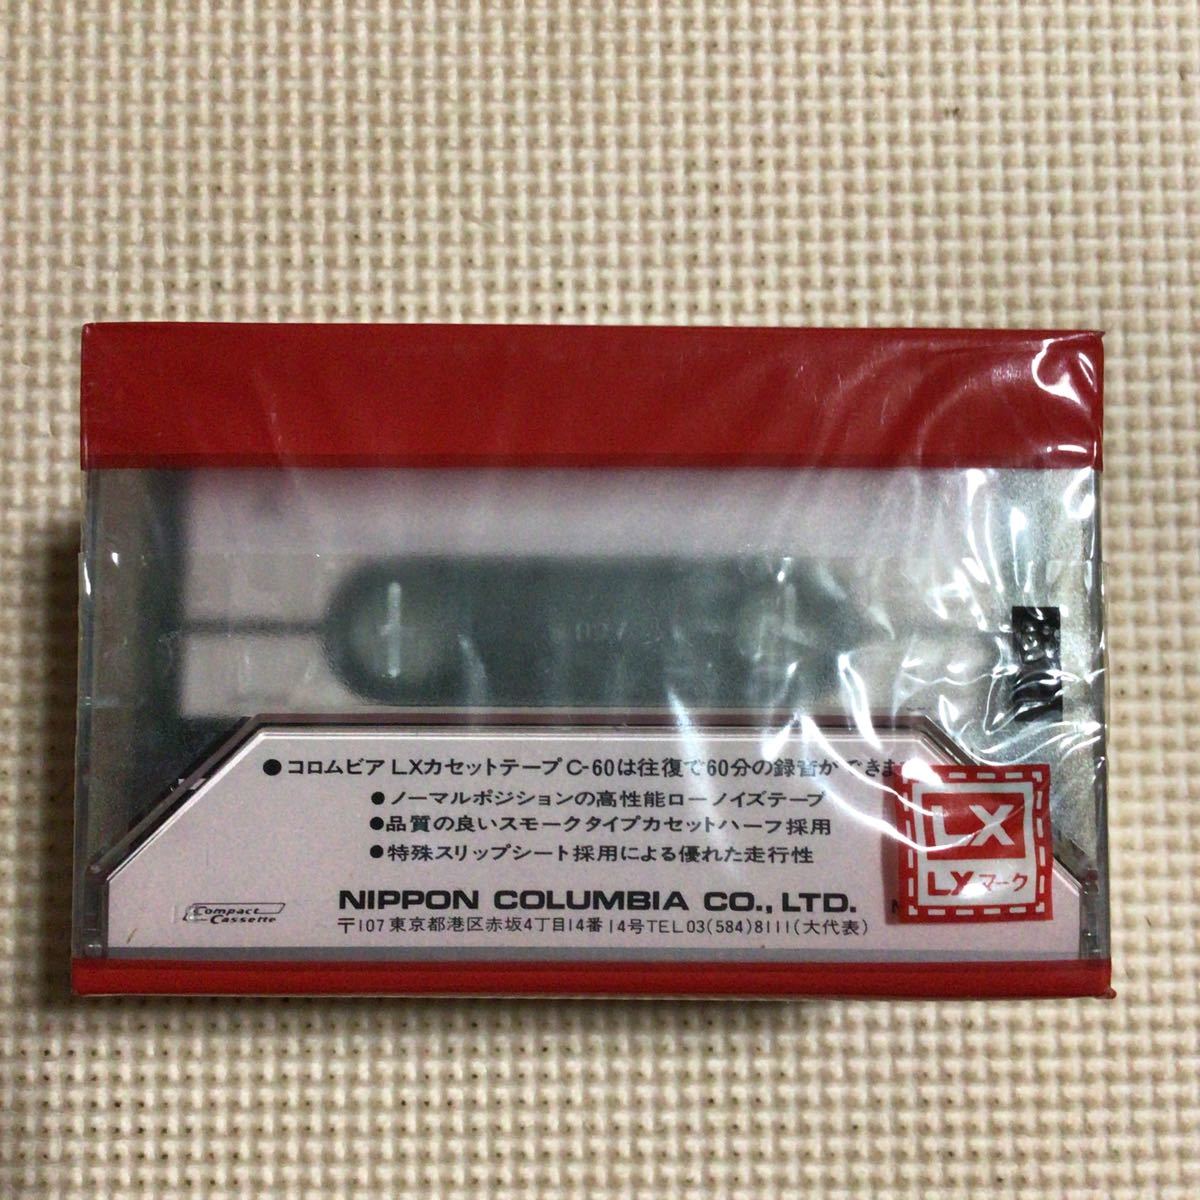 ●コロムビア LXカセットテープ C-60は往復で60分の録音ができま
●ノーマルポジションの高性能ローノイズテープ
●品質の良いスモークタイプカセットハーフ採用
●特殊スリップシート採用による優れた走行性
LX
LXマーク
NIPPON COLUMBIA CO., LTD.
Compact
Cassette
〒107東京都港区赤坂4丁目14番14号TEL03(584)8111(大代表)